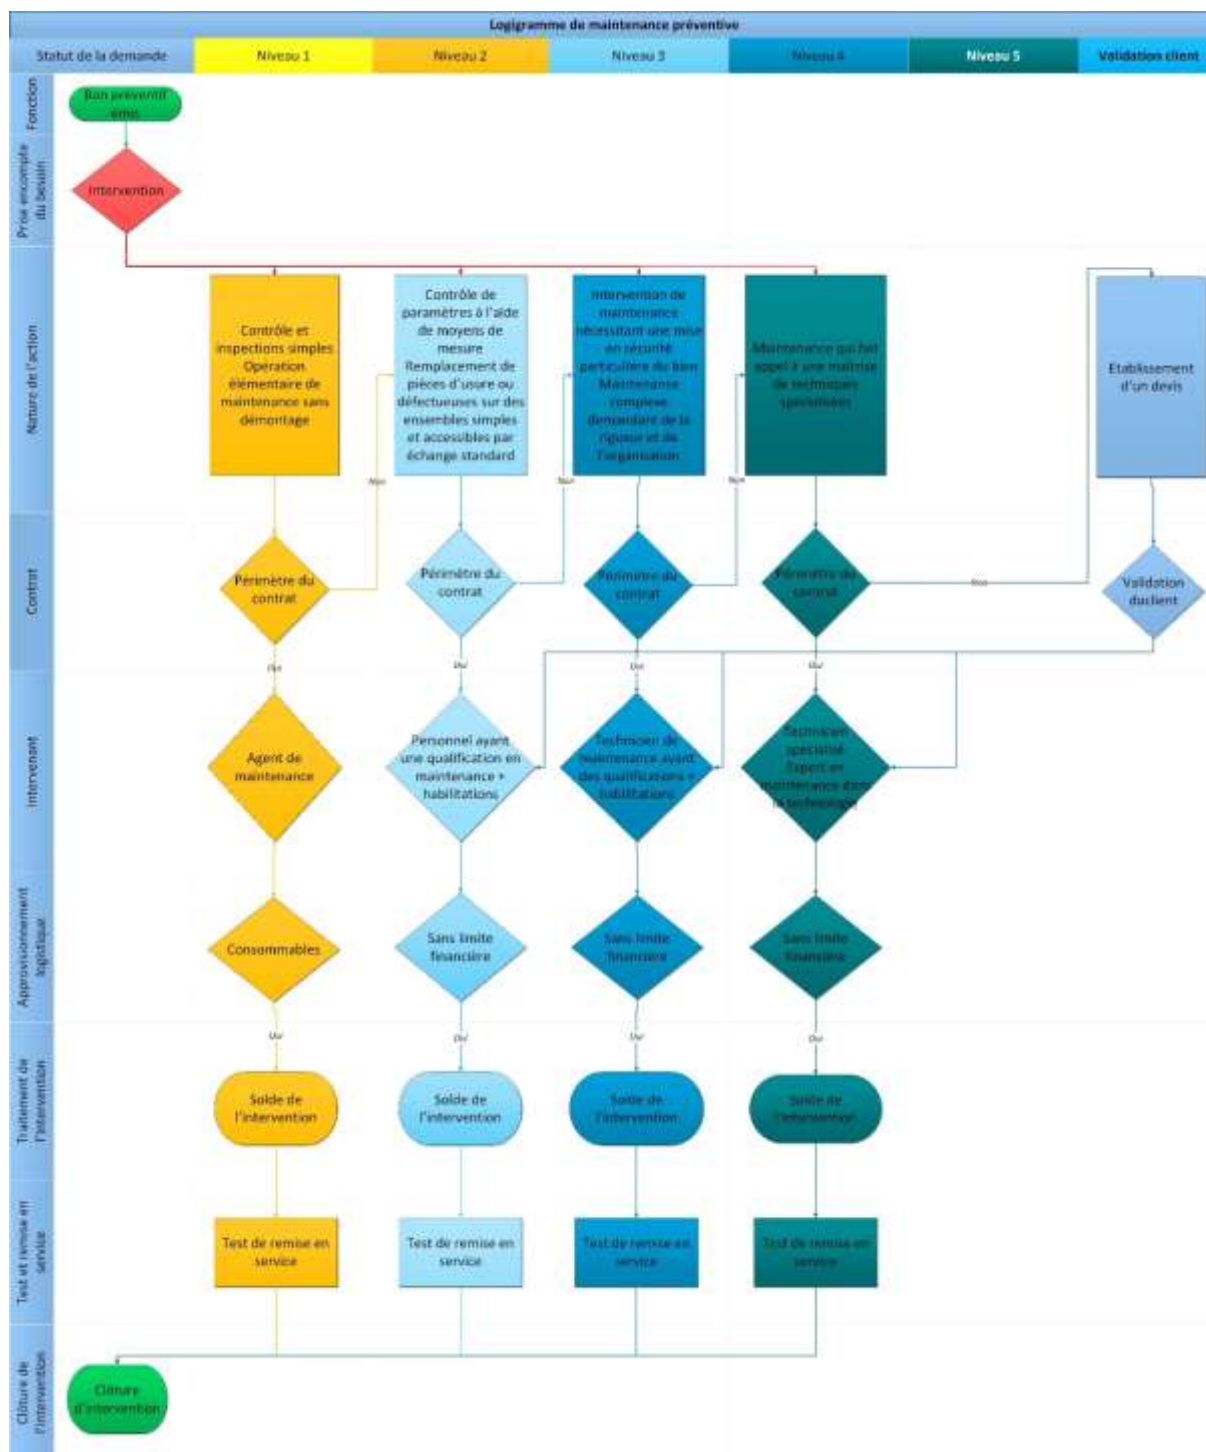 Logigramme de maintenance préventive
Statut de la demande
Niveau 1
Niveau 2
Niveau 3
Niveau 4
Niveau 5
Validation client
Fonction
Bon préventif
émis
Prise encompte
du besoin
Intervention
Nature de l'action
Contrôle et
inspections simples
Opération
élémentaire de
maintenance sans
démontage
Contrôle de
paramètres à l'aide
de moyens de
mesure
Remplacement de
pièces d'usure ou
défectueuses sur des
ensembles simples
et accessibles par
échange standard
Intervention de
maintenance
nécessitant une mise
en sécurité
particulière du bien
Maintenance
complexe
demandant de la
rigueur et de
l'organisation
Maintenance qui fait
appel à une maîtrise
de techniques
spécialisées
Etablissement
d'un devis
Non
Non
Non
Contrat
Périmètre du
contrat
Périmètre du
contrat
Périmètre du
contrat
Périmètre du
contrat
Non
Validation
duclient
Oui
Oui
Oui
Oui
Intervenant
Agent de
maintenance
Personnel ayant
une qualification en
maintenance +
habilitations
Technicien de
maintenance ayant
des qualifications +
habilitations
Technicien
spécialisé
Expert en
maintenance dans
la technologie
Approvisionnement
logistique
Consommables
Sans limite
financière
Sans limite
financière
Sans limite
financière
Oui
Oui
Oui
Oui
Traitement de
l'intervention
Solde de
l'intervention
Solde de
l'intervention
Solde de
l'intervention
Solde de
l'intervention
Test et remise en
service
Test de remise en
service
Test de remise en
service
Test de remise en
service
Test de remise en
service
Clôture de
l'intervention
Clôture
d'intervention